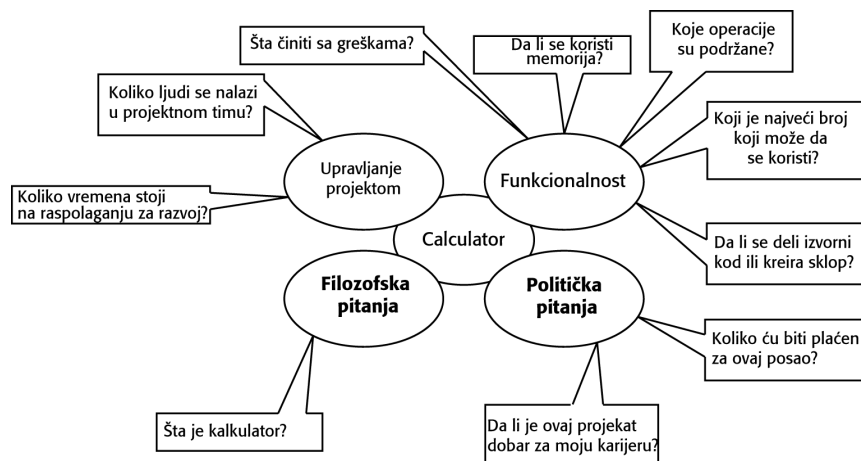 Šta činiti sa greškama?
Da li se koristi
memorija?
Koje operacije
su podržane?
Koliko ljudi se nalazi
u projektnom timu?
Koji je najveći broj
koji može da
se koristi?
Upravljanje
projektom
Funkcionalnost
Koliko vremena stoji
na raspolaganju za razvoj?
Calculator
Da li se deli izvorni
kod ili kreira sklop?
Filozofska
pitanja
Politička
pitanja
Koliko ću biti plaćen
za ovaj posao?
Šta je kalkulator?
Da li je ovaj projekat
dobar za moju karijeru?